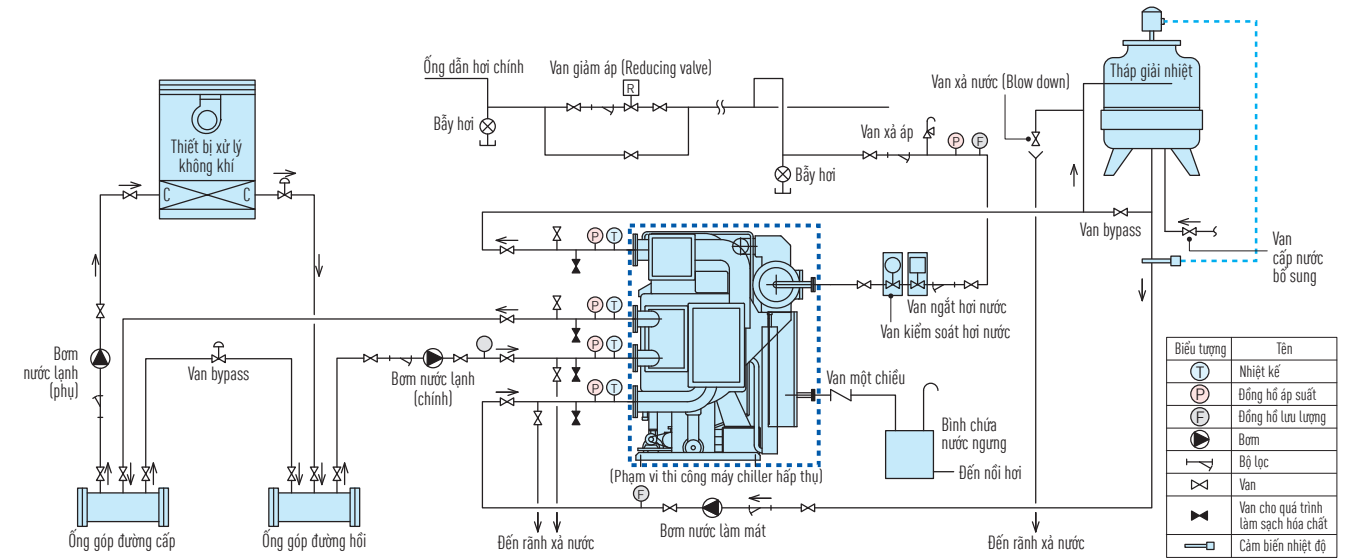 Ống dẫn hơi chính
Van giảm áp (Reducing valve)
R
Bẫy hơi
Van xả nước (Blow down)
Tháp giải nhiệt
Thiết bị xử lý
không khí
C
C
Van xả áp
P
F
Bẫy hơi
Van bypass
Van
cấp nước
bổ sung
P
T
Van ngắt hơi nước
Van kiểm soát hơi nước
P
T
P
T
P
T
Bơm
nước lạnh
(phụ)
Van bypass
Bơm nước lạnh
(chính)
Van một chiều
Bình chứa
nước ngưng
Đến nồi hơi
(Phạm vi thi công máy chiller hấp thụ)
F
Bơm nước làm mát
Ống góp đường cấp
Ống góp đường hồi
Đến rãnh xả nước
Đến rãnh xả nước
Biểu tượng Tên
T Nhiệt kế
P Đồng hồ áp suất
F Đồng hồ lưu lượng
Bơm
Bộ lọc
Van
Van cho quá trình
làm sạch hóa chất
Cảm biến nhiệt độ